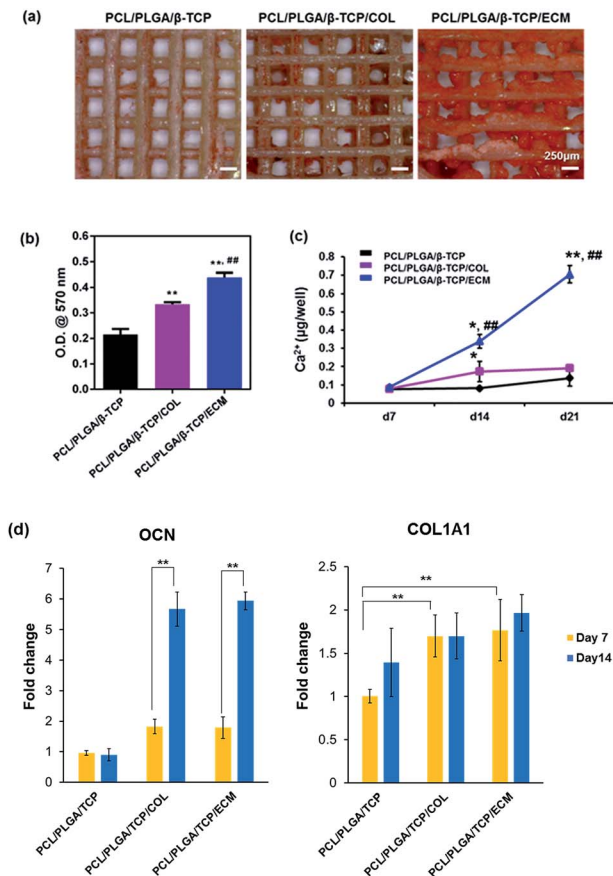 (a)
PCL/PLGA/β-TCP PCL/PLGA/β-TCP/COL PCL/PLGA/β-TCP/ECM
250µm
(b)
O.D. @ 570 nm
0.6
0.5
0.4
0.3
0.2
0.1
0.0
**
**, ##
PCL/PLGA/β-TCP
PCL/PLGA/β-TCP/COL
PCL/PLGA/β-TCP/ECM
(c)
PCL/PLGA/β-TCP
PCL/PLGA/β-TCP/COL
PCL/PLGA/β-TCP/ECM
Ca²⁺ (µg/well)
0.8
0.7
0.6
0.5
0.4
0.3
0.2
0.1
0
**, ##
*, ##
*
d7 d14 d21
(d)
OCN
Fold change
7
6
5
4
3
2
1
0
**
**
PCL/PLGA/TCP
PCL/PLGA/TCP/COL
PCL/PLGA/TCP/ECM
COL1A1
Fold change
2.5
2
1.5
1
0.5
0
**
**
PCL/PLGA/TCP
PCL/PLGA/TCP/COL
PCL/PLGA/TCP/ECM
Day 7
Day14